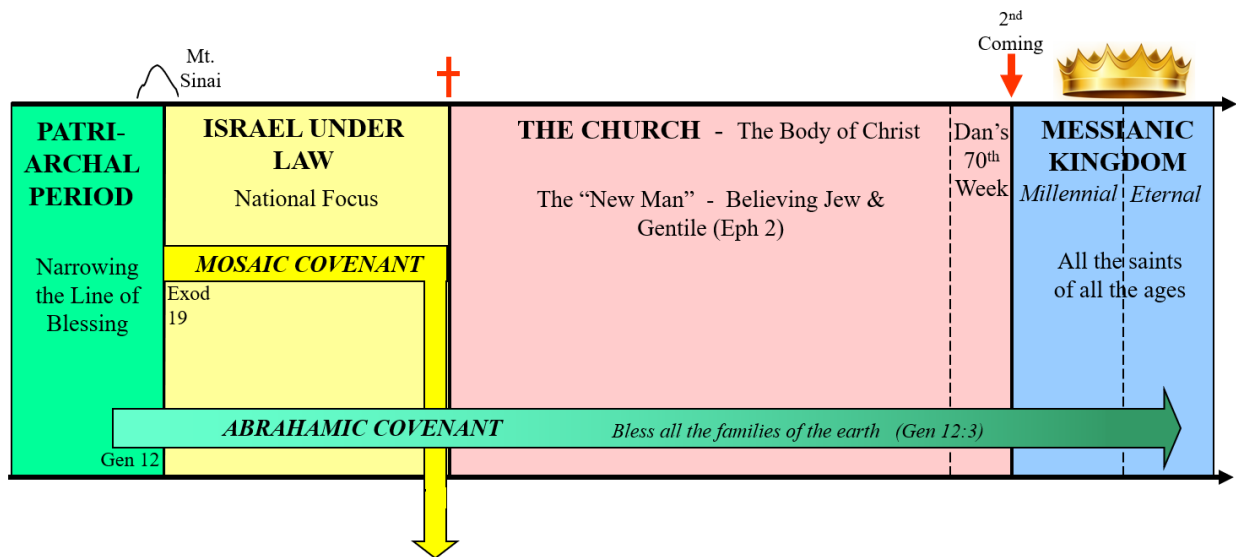 2nd
Coming
Mt.
Sinai
PATRI-
ARCHAL
PERIOD
Narrowing
the Line of
Blessing
Gen 12
ISRAEL UNDER
LAW
National Focus
MOSAIC COVENANT
Exod
19
THE CHURCH - The Body of Christ
The “New Man” - Believing Jew &
Gentile (Eph 2)
Dan’s
70th
Week
MESSIANIC
KINGDOM
Millennial Eternal
All the saints
of all the ages
ABRAHAMIC COVENANT Bless all the families of the earth (Gen 12:3)